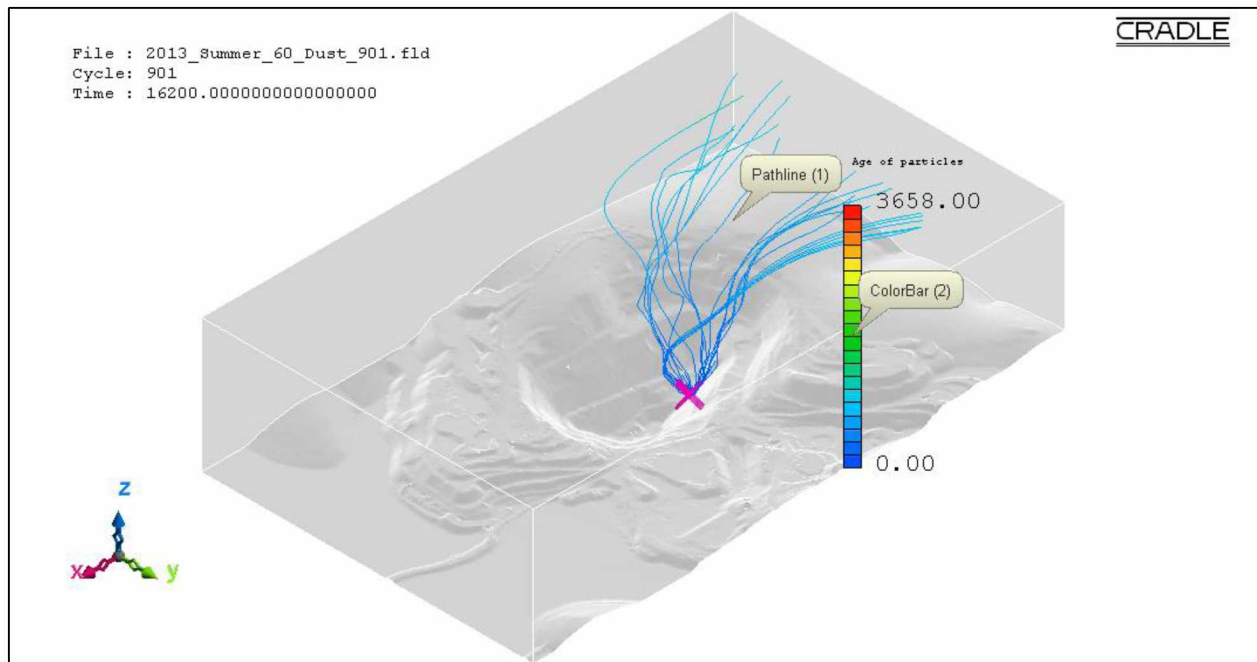 File : 2013_Summer_60_Dust_901.fld
Cycle: 901
Time : 16200.0000000000000000
CRADLE
Age of particles
Pathline (1)
3658.00
ColorBar (2)
0.00
z
x
y